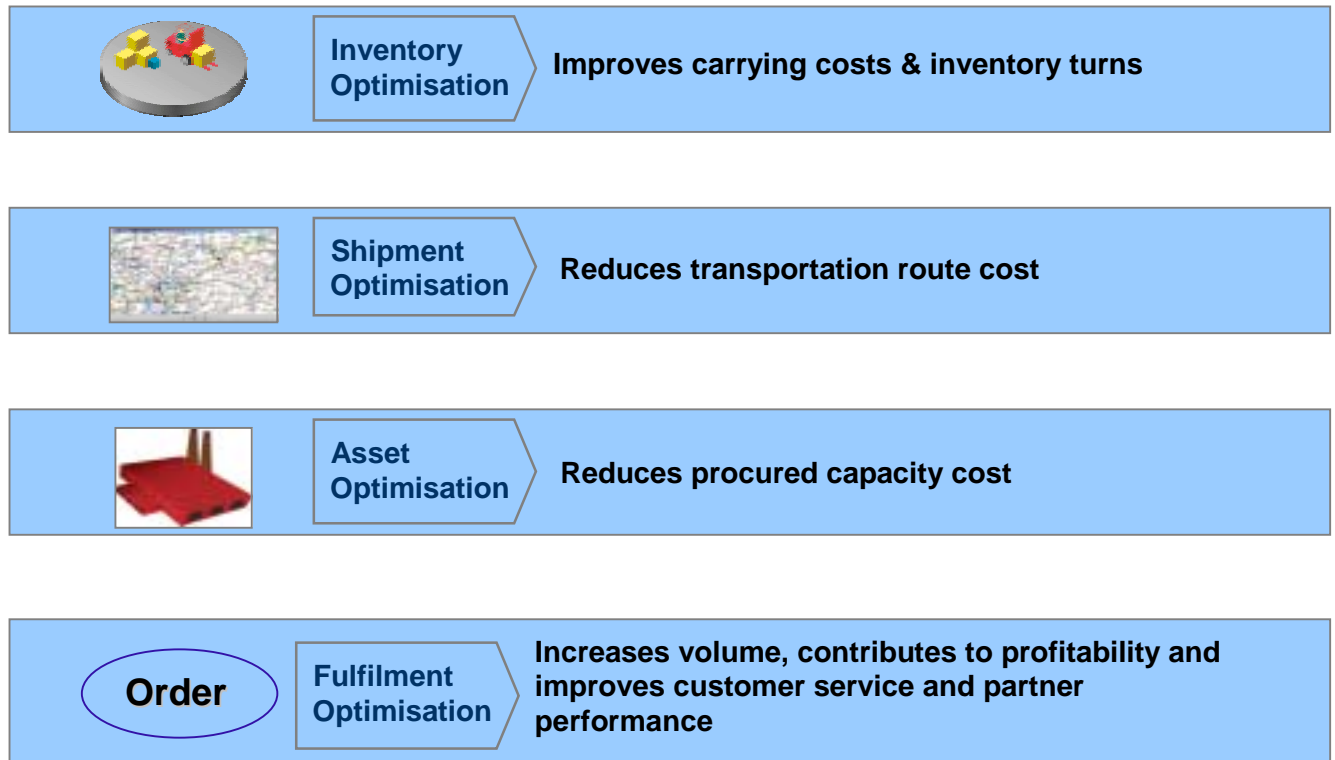 Inventory
Optimisation
Improves carrying costs & inventory turns
Shipment
Optimisation
Reduces transportation route cost
Asset
Optimisation
Reduces procured capacity cost
Order
Fulfilment
Optimisation
Increases volume, contributes to profitability and
improves customer service and partner
performance